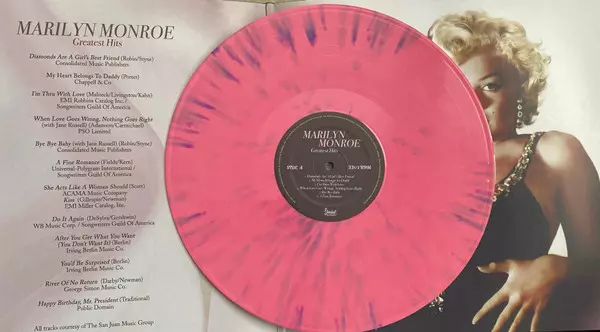 MARILYN MONROE
Greatest Hits
Diamonds Are A Girl's Best Friend (Robin/Styne)
Consolidated Music Publishers
My Heart Belongs To Daddy (Porter)
Chappell & Co.
I'm Thru With Love (Malneck/Livingston/Kahn)
EMI Robbins Catalog Inc./
Songwriters Guild Of America
When Love Goes Wrong, Nothing Goes Right
(with Jane Russell) (Adamson/Carmichael)
PSO Limited
Bye Bye Baby (with Jane Russell) (Robin/Styne)
Consolidated Music Publishers
A Fine Romance (Fields/Kern)
Universal-Polygram International /
Songwriters Guild Of America
She Acts Like A Woman Should (Scott)
ACAMA Music Company
Kiss (Gillespie/Newman)
EMI Miller Catalog, Inc.
Do It Again (DeSylva/Gershwin)
WB Music Corp. / Songwriters Guild Of America
After You Get What You Want
(You Don't Want It) (Berlin)
Irving Berlin Music Co.
You'd Be Surprised (Berlin)
Irving Berlin Music Co.
River Of No Return (Darby/Newman)
George Simon Music Co.
Happy Birthday, Mr. President (Traditional)
Public Domain
All tracks courtesy of The San Juan Music Group
MARILYN
MONROE
Greatest Hits
SIDE A
33 1/3 RPM